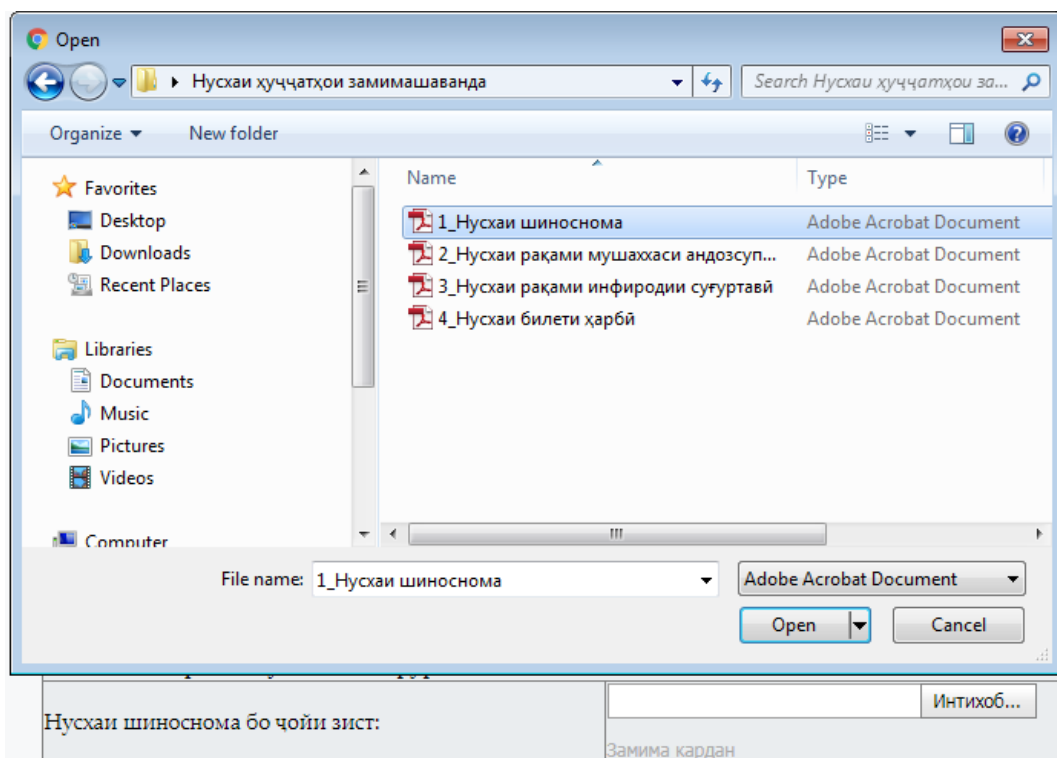 Open
Нусхаи ҳуҷҷатҳои замимашаванда
Search Нусхаи ҳуҷҷатҳои за...
Organize
New folder
Name
Type
Favorites
Desktop
Downloads
Recent Places
Libraries
Documents
Music
Pictures
Videos
Computer
1_Нусхаи шиноснома Adobe Acrobat Document
2_Нусхаи рақами мушаххаси андозсуп... Adobe Acrobat Document
3_Нусхаи рақами инфиродии суғуртавӣ Adobe Acrobat Document
4_Нусхаи билети ҳарбӣ Adobe Acrobat Document
File name: 1_Нусхаи шиноснома
Adobe Acrobat Document
Open
Cancel
Интихоб...
Нусхаи шиноснома бо ҷойи зист:
Замима кардан